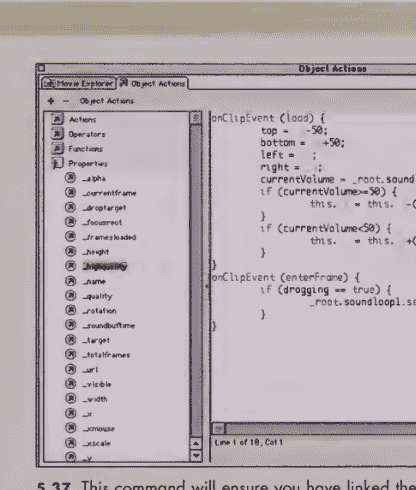 Object Actions
Movie Explorer Object Actions
+ - Object Actions
Actions
Operators
Functions
Properties
_alpha
_currentframe
_droptarget
_focusrect
_framesloaded
_height
_highquality
_name
_quality
_rotation
_soundbuftime
_target
_totalframes
_url
_visible
_width
_x
_xmouse
_xscale
_y
onClipEvent (load) {
top = -50;
bottom = +50;
left = ;
right = ;
currentVolume = _root.sound
if (currentVolume>=50) {
this. = this. -(
}
if (currentVolume<50) {
this. = this. +(
}
}
onClipEvent (enterFrame) {
if (dragging == true) {
_root.soundloop1.se
}
}
Line 1 of 18, Col 1
5.37 This command will ensure you have linked the